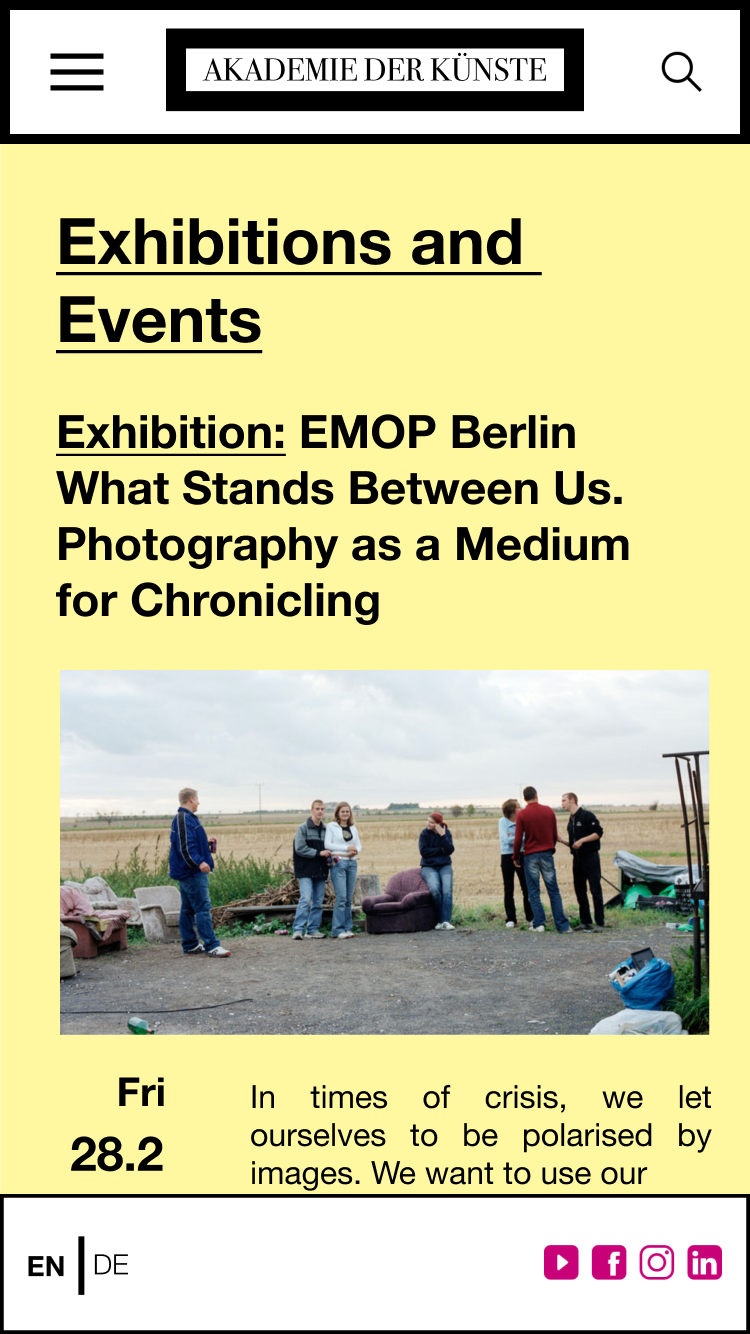 AKADEMIE DER KÜNSTE
Exhibitions and
Events
Exhibition: EMOP Berlin
What Stands Between Us.
Photography as a Medium
for Chronicling
Fri
28.2
In times of crisis, we let
ourselves to be polarised by
images. We want to use our
EN | DE